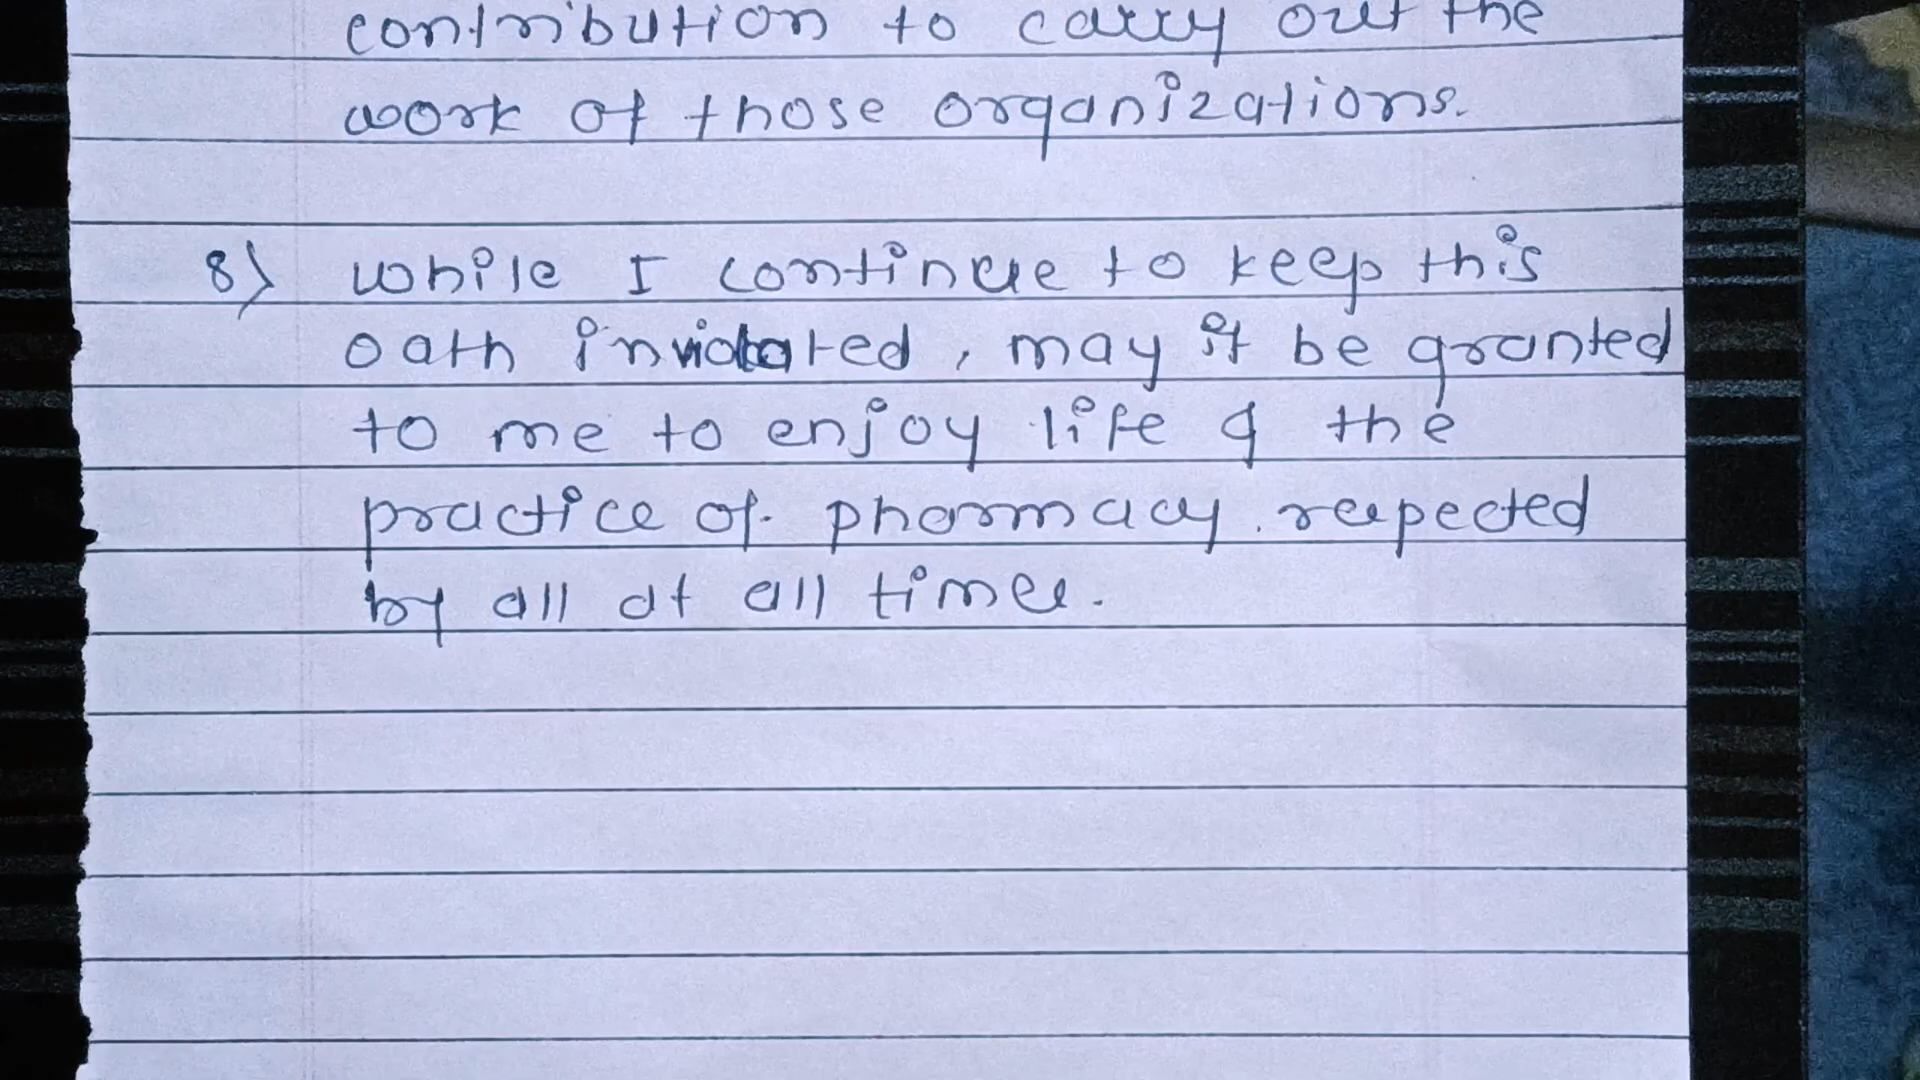 contribution to carry out the
work of those organizations.
8) while I continue to keep this
oath inviolated, may it be granted
to me to enjoy life & the
practice of pharmacy respected
by all at all times.